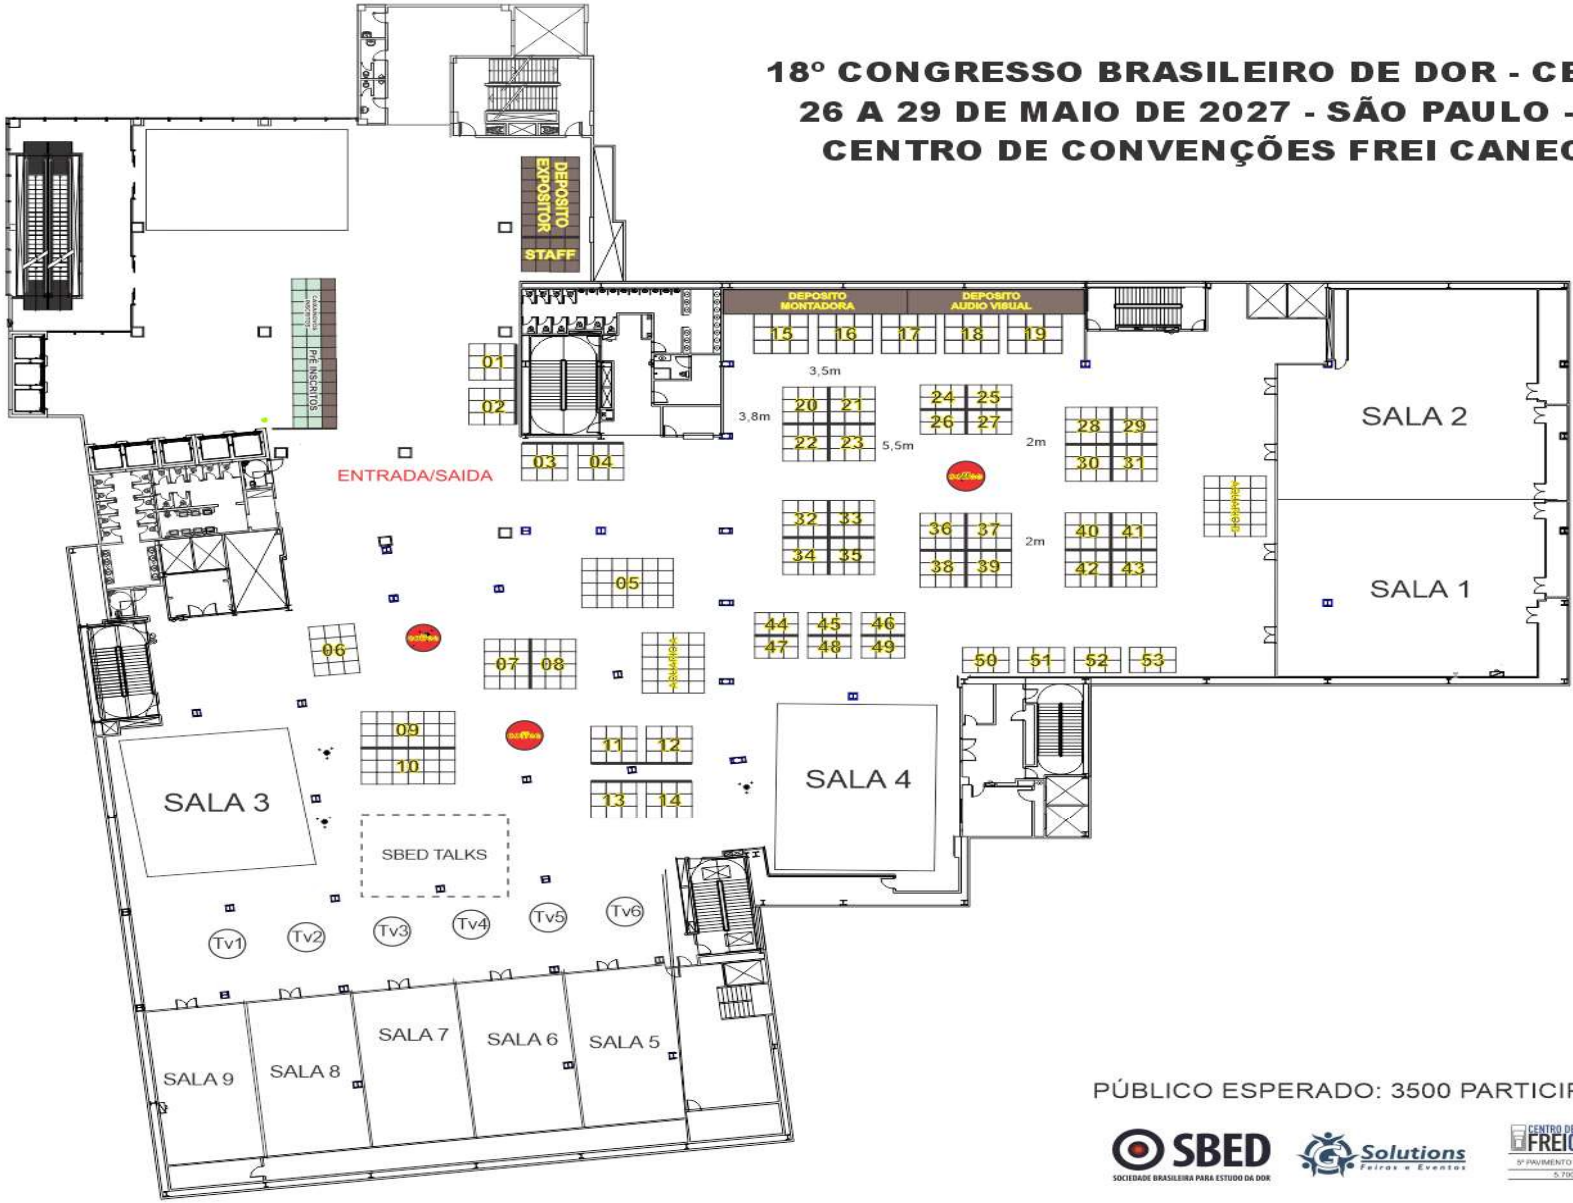 18º CONGRESSO BRASILEIRO DE DOR - CE
26 A 29 DE MAIO DE 2027 - SÃO PAULO -
CENTRO DE CONVENÇÕES FREI CANEC
DEPOSITO
EXPOSITOR
STAFF
PRÉ INSCRITOS
DEPOSITO
MONTADORA
DEPOSITO
AUDIO VISUAL
15 16 17 18 19
01
02
03 04
3,5m
3,8m
5,5m
2m
2m
20 21
22 23
24 25
26 27
28 29
30 31
SALA 2
ENTRADA/SAIDA
32 33
34 35
36 37
38 39
40 41
42 43
SALA 1
05
06
07 08
44 45 46
47 48 49
50 51 52 53
09
10
11 12
13 14
SALA 3
SALA 4
SBED TALKS
Tv1 Tv2 Tv3 Tv4 Tv5 Tv6
SALA 9 SALA 8 SALA 7 SALA 6 SALA 5
PÚBLICO ESPERADO: 3500 PARTICI
SBED
SOCIEDADE BRASILEIRA PARA ESTUDO DA DOR
Solutions
Feiras e Eventos
CENTRO DE
FREI
5º PAVIMENTO